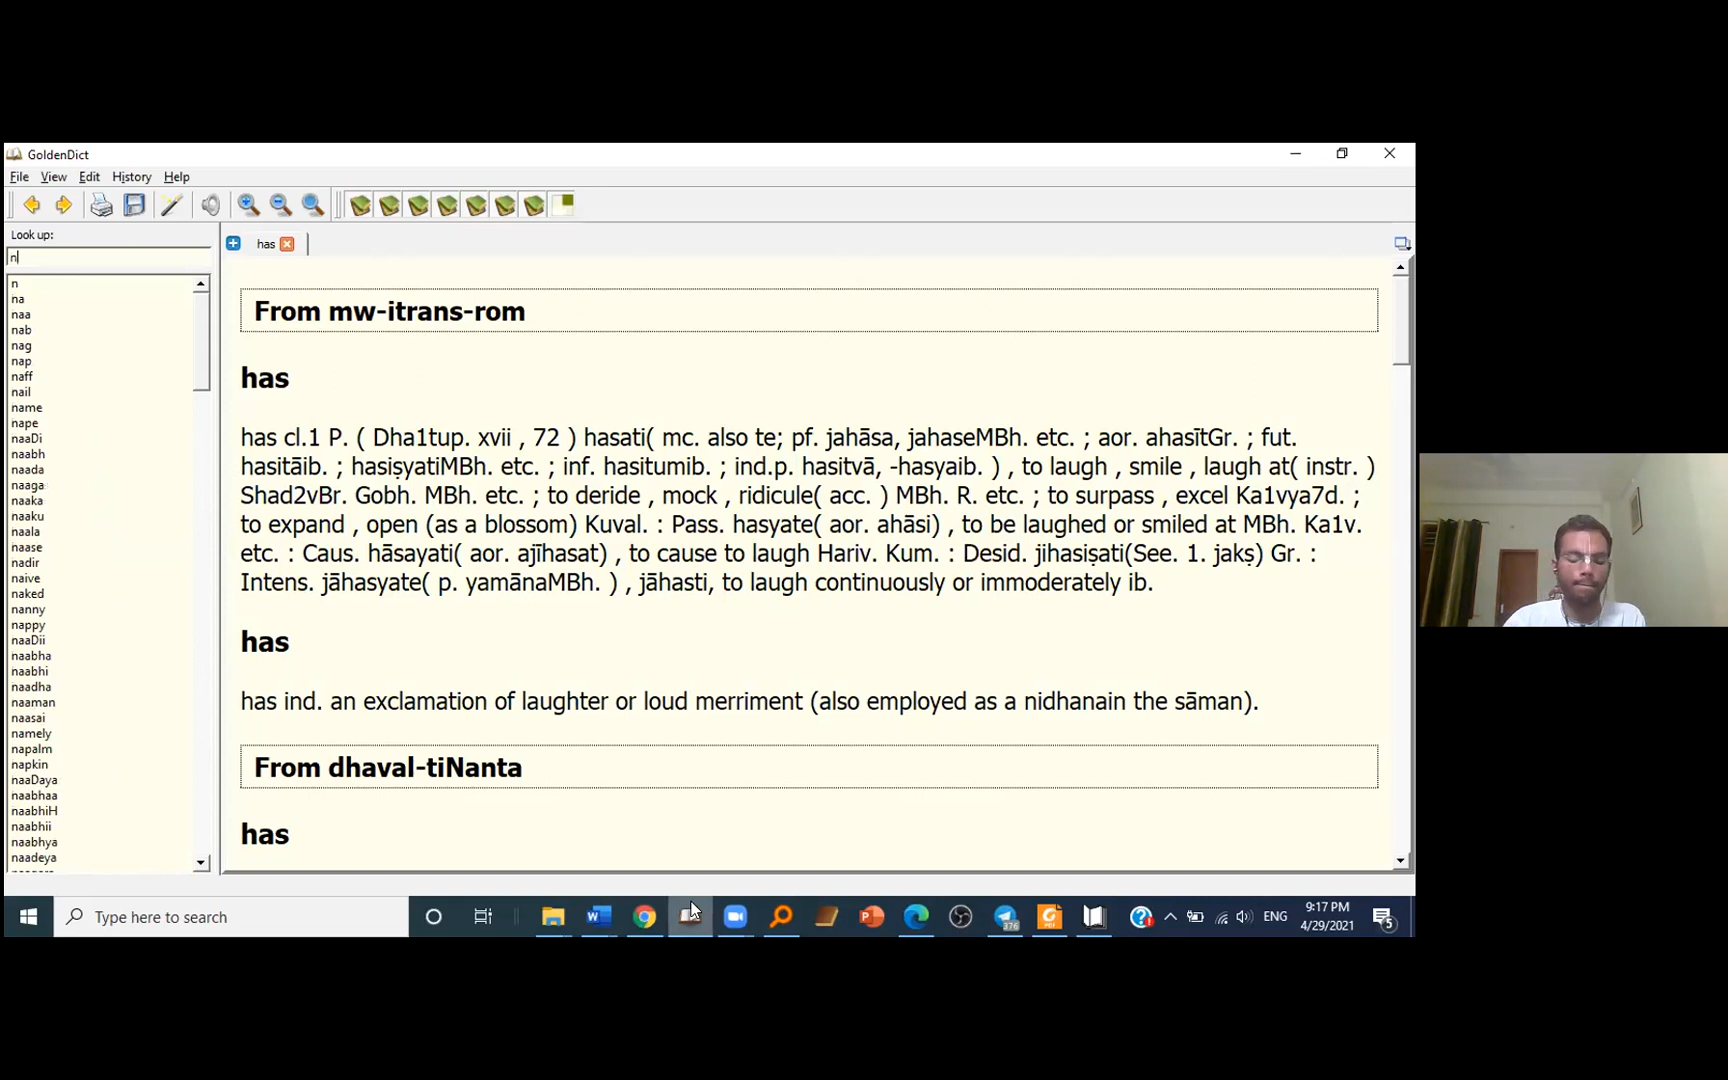 GoldenDict
File View Edit History Help
Look up:
n
has
n
na
naa
nab
nag
nap
naff
nail
name
nape
naaDi
naabh
naada
naaga
naaka
naaku
naala
naase
nadir
naive
naked
nanny
nappy
naaDii
naabha
naabhi
naadha
naaman
naasai
namely
napalm
napkin
naaDaya
naabhaa
naabhiH
naabhii
naabhya
naadeya
From mw-itrans-rom
has
has cl.1 P. ( Dha1tup. xvii , 72 ) hasati( mc. also te; pf. jahāsa, jahaseMBh. etc. ; aor. ahasītGr. ; fut.
hasitāib. ; hasiṣyatiMBh. etc. ; inf. hasitumib. ; ind.p. hasitvā, -hasyaib. ) , to laugh , smile , laugh at( instr. )
Shad2vBr. Gobh. MBh. etc. ; to deride , mock , ridicule( acc. ) MBh. R. etc. ; to surpass , excel Ka1vya7d. ;
to expand , open (as a blossom) Kuval. : Pass. hasyate( aor. ahāsi) , to be laughed or smiled at MBh. Ka1v.
etc. : Caus. hāsayati( aor. ajīhasat) , to cause to laugh Hariv. Kum. : Desid. jihasiṣati(See. 1. jakṣ) Gr. :
Intens. jāhasyate( p. yamānaMBh. ) , jāhasti, to laugh continuously or immoderately ib.
has
has ind. an exclamation of laughter or loud merriment (also employed as a nidhanain the sāman).
From dhaval-tiNanta
has
Type here to search
376
ENG
9:17 PM
4/29/2021
5